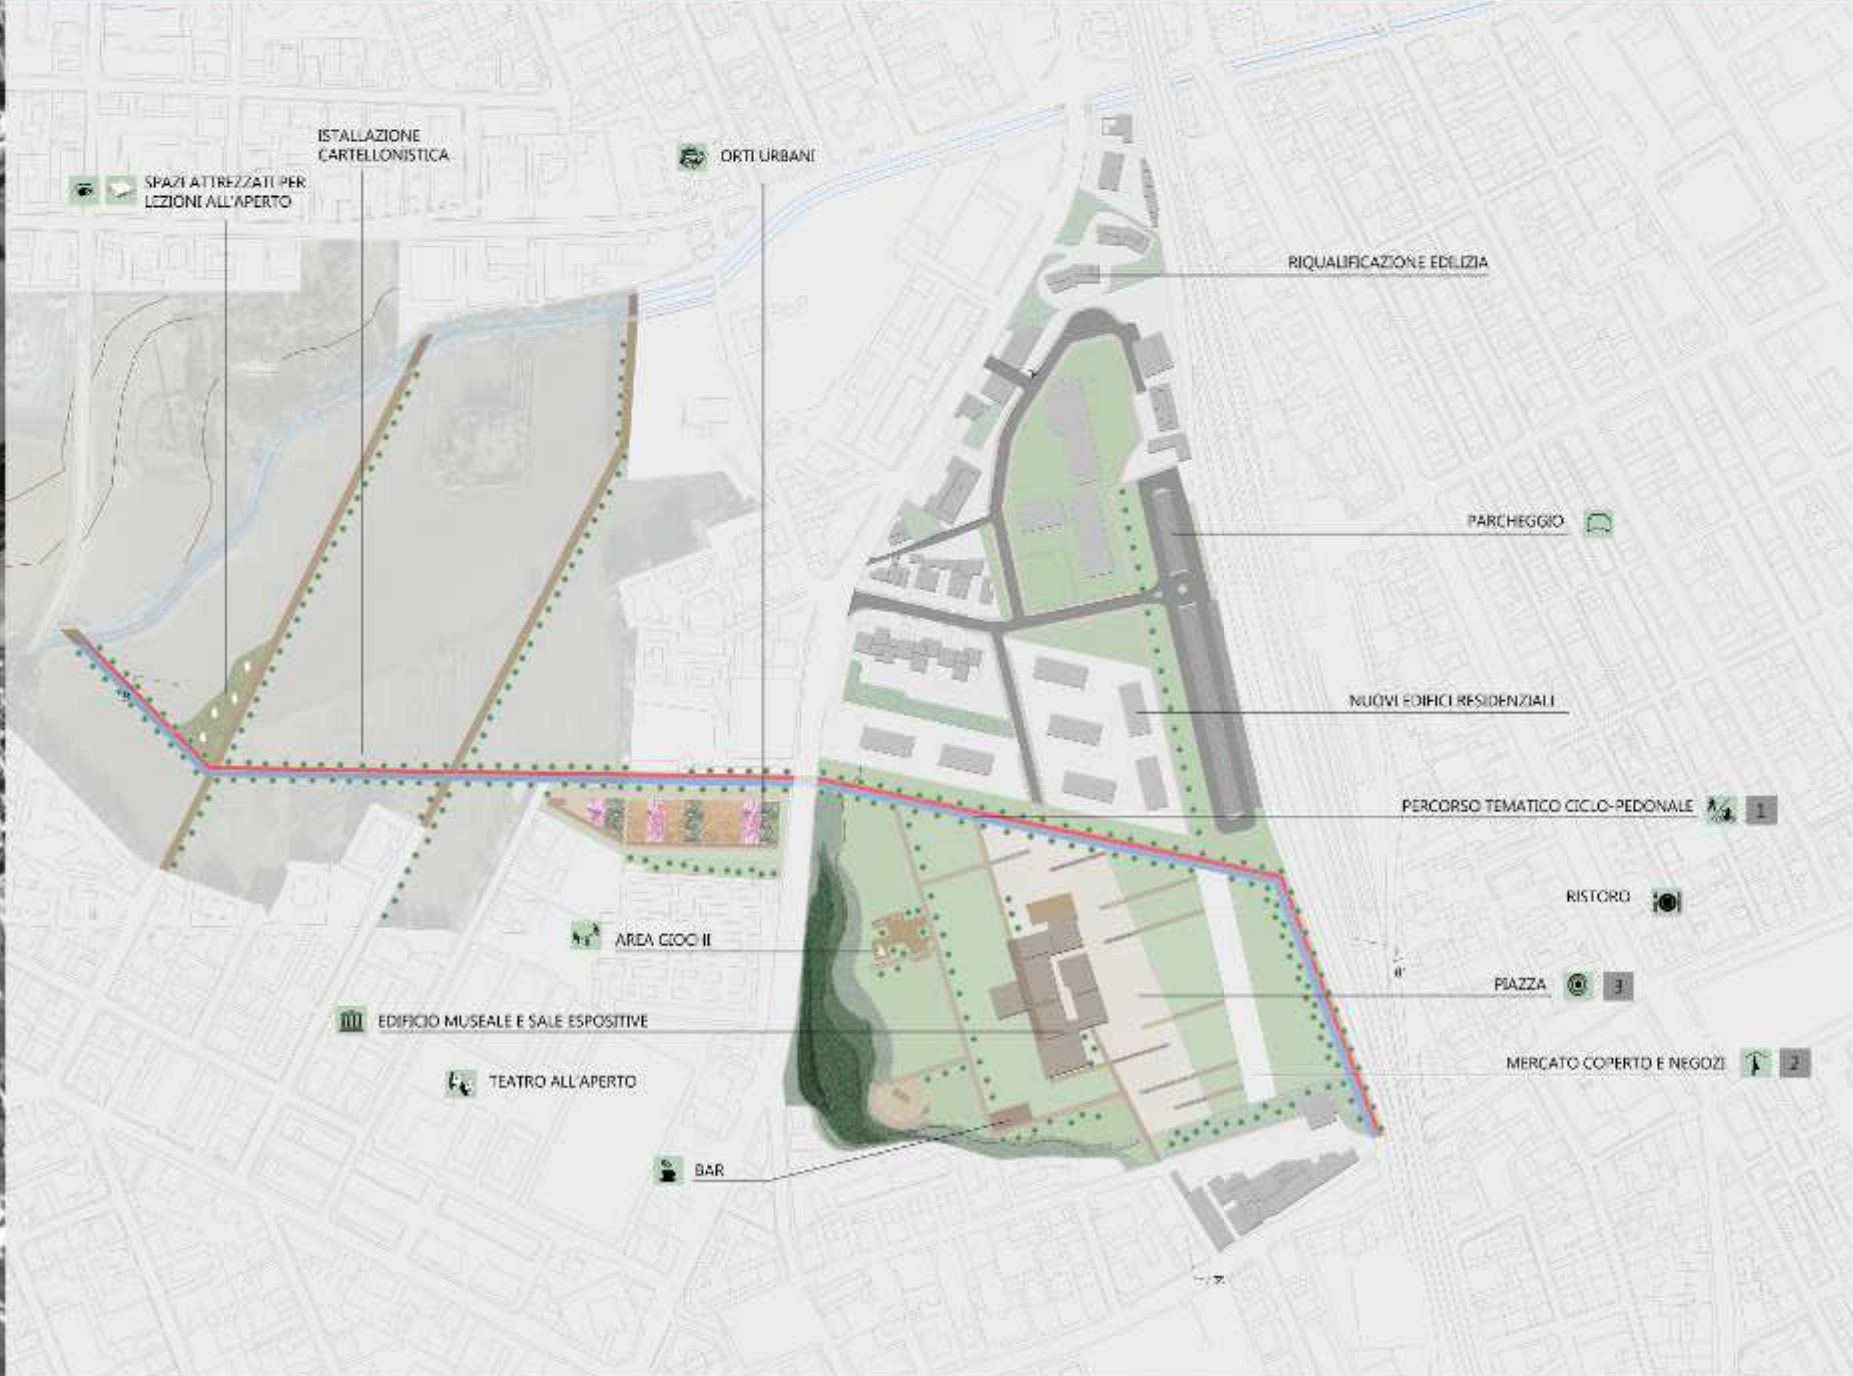 ISTALLAZIONE
CARTELLONISTICA
ORTI URBANI
SPAZI ATTREZZATI PER
LEZIONI ALL'APERTO
RIQUALIFICAZIONE EDILIZIA
PARCHEGGIO
NUOVI EDIFICI RESIDENZIALI
PERCORSO TEMATICO CICLO-PEDONALE 1
RISTORO
AREA GIOCHI
PIAZZA 3
EDIFICIO MUSEALE E SALE ESPOSITIVE
MERCATO COPERTO E NEGOZI 2
TEATRO ALL'APERTO
BAR